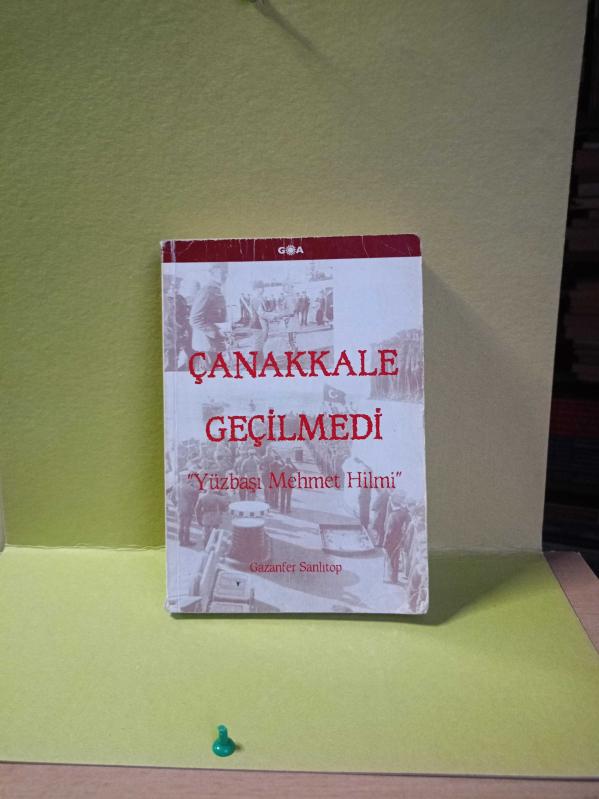 GOA
ÇANAKKALE
GEÇİLMEDİ
"Yüzbaşı Mehmet Hilmi"
Gazanfer Sanlıtop